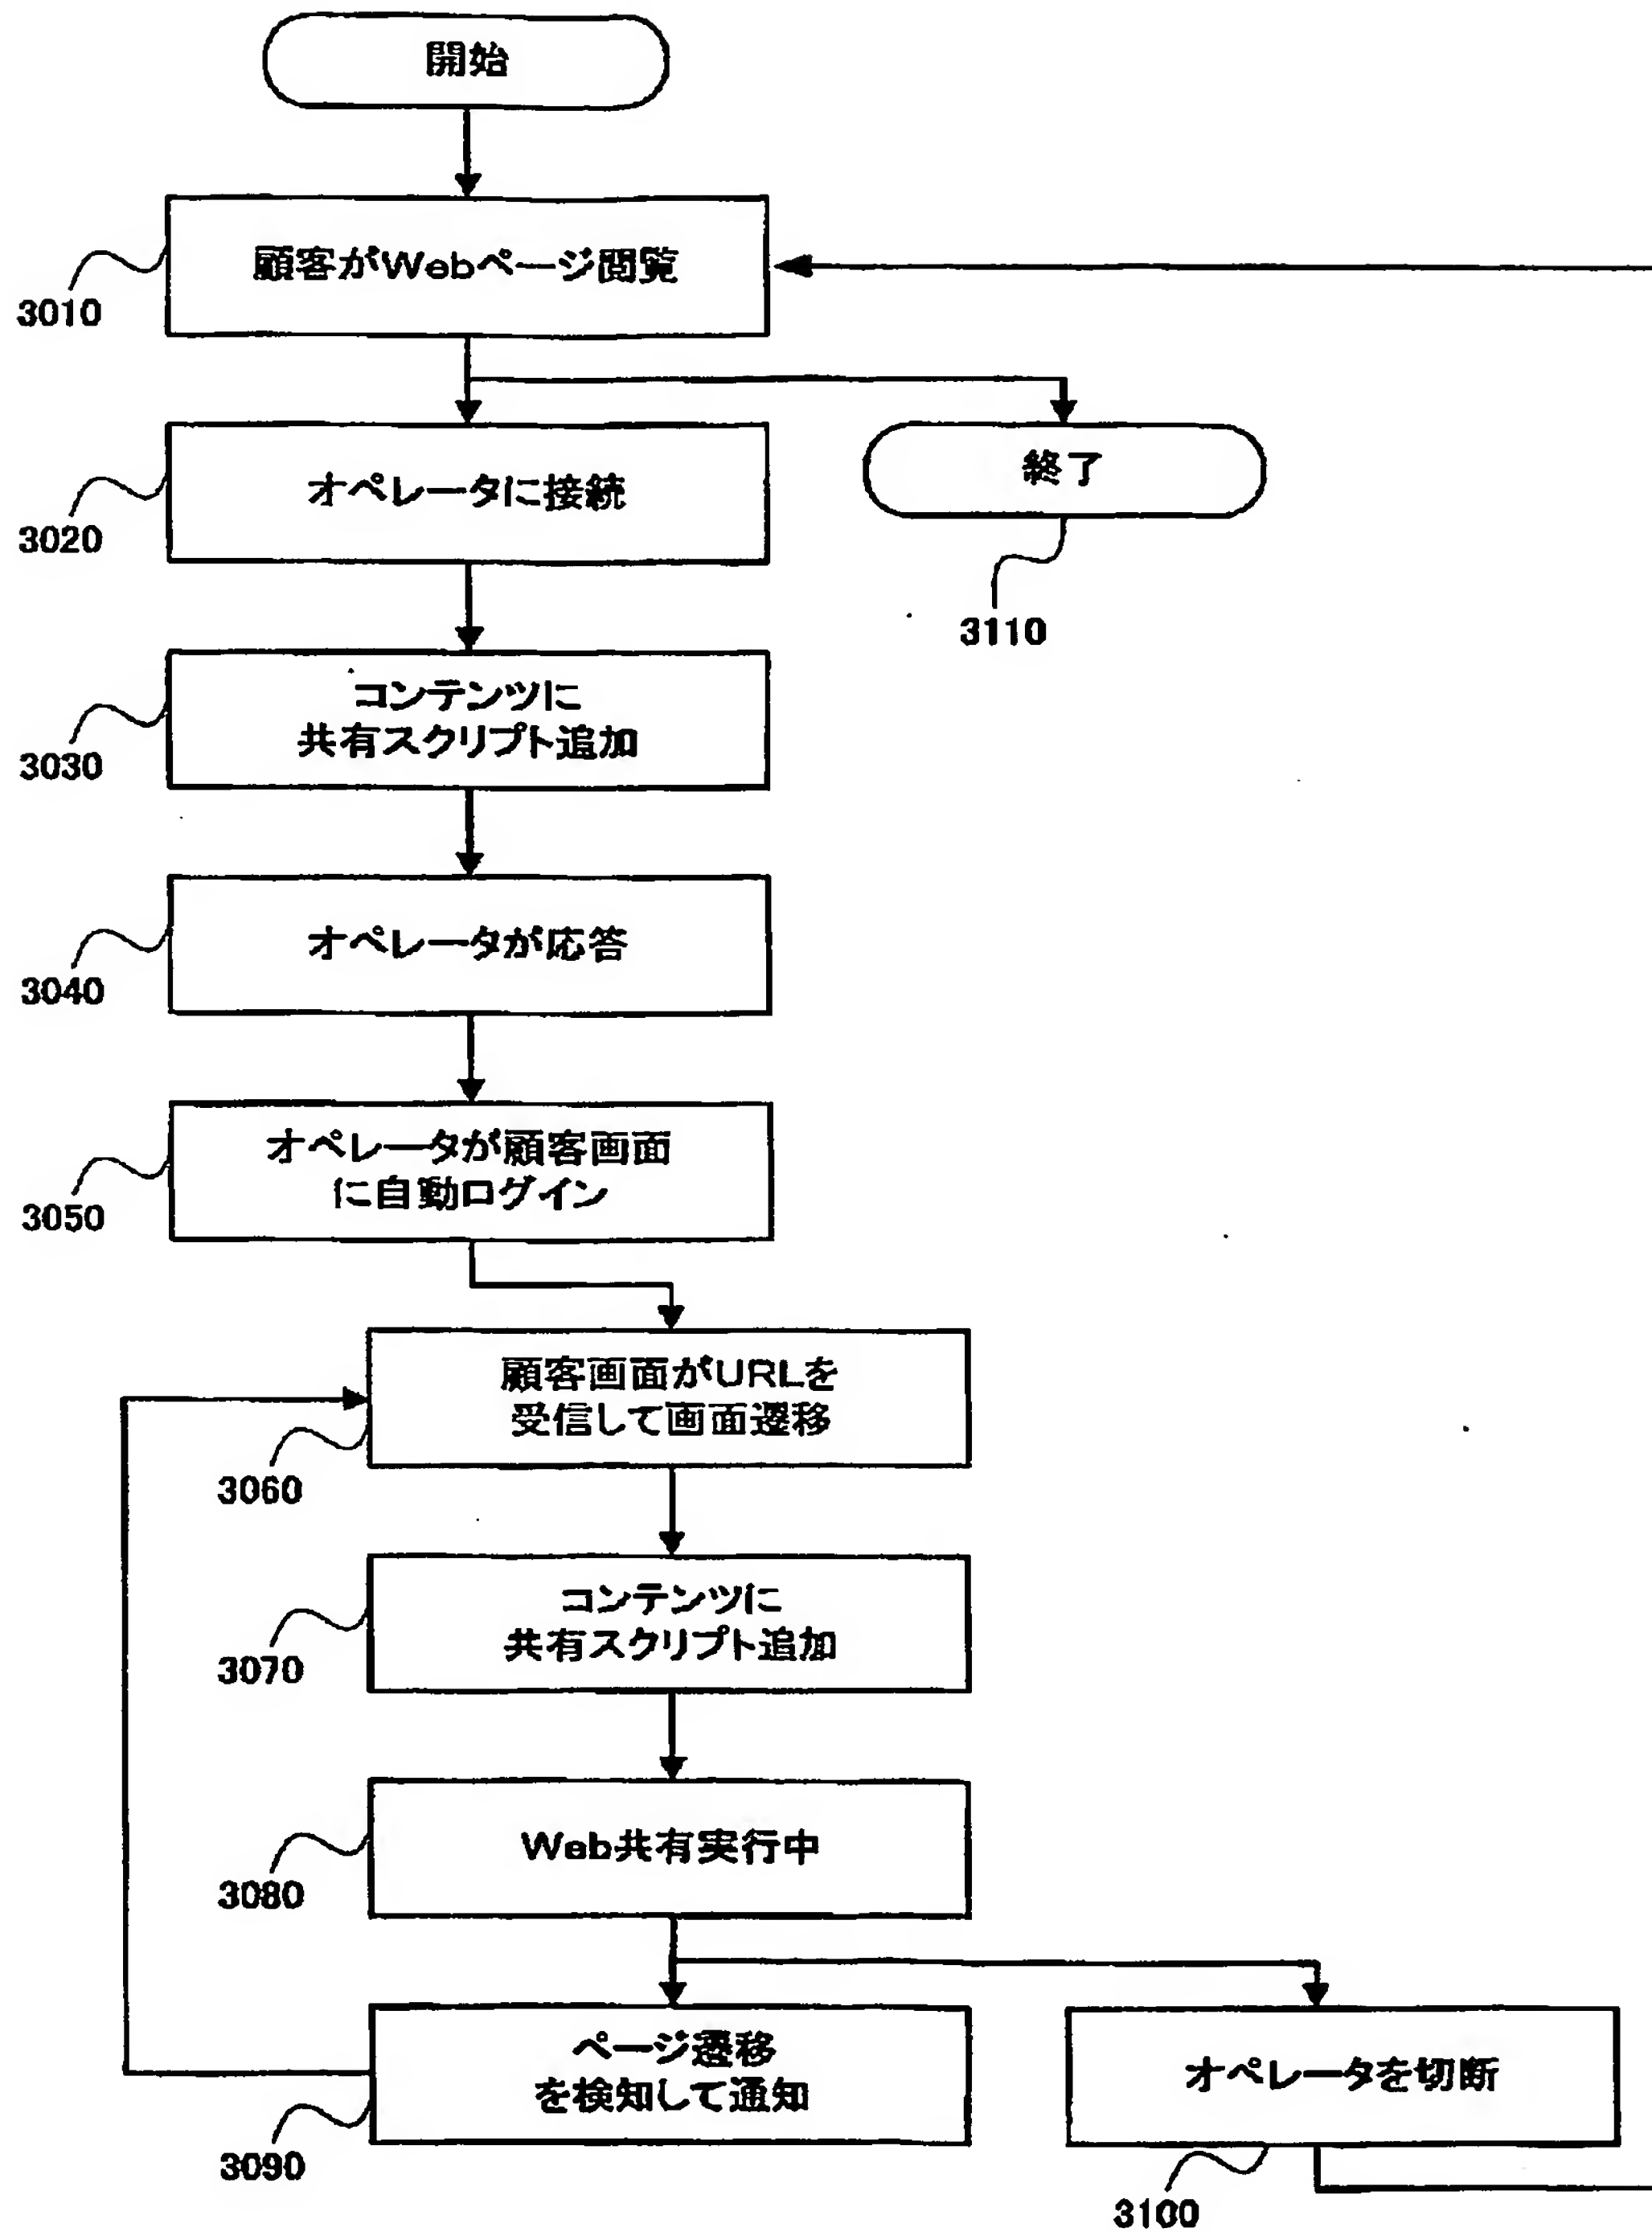 開始
顧客がWebページ閲覧
3010
オペレータに接続
3020
終了
3110
コンテンツに
共有スクリプト追加
3030
オペレータが応答
3040
オペレータが顧客画面
に自動ログイン
3050
顧客画面がURLを
受信して画面遷移
3060
コンテンツに
共有スクリプト追加
3070
Web共有実行中
3080
ページ遷移
を検知して通知
3090
オペレータを切断
3100